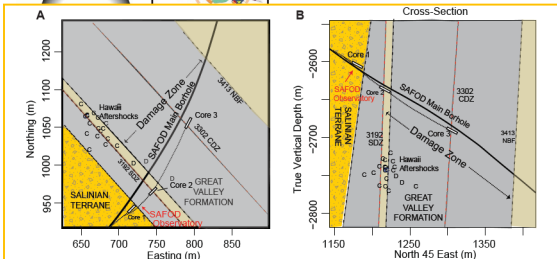 A
1200
1100
1050
1000
950
Northing (m)
650
700
750
800
850
Easting (m)
Hawaii
Aftershocks
Damage Zone
SAFOD Main Borehole
3413 NBF
Core 3
3302 CDZ
3192 SDZ
Core 2
GREAT
VALLEY
FORMATION
SALINIAN
TERRANE
Core 1
SAFOD
Observatory
B
Cross-Section
-2600
-2700
-2800
True Vertical Depth (m)
1150
1250
1350
North 45 East (m)
Core 1
SAFOD
Observatory
SALINIAN
TERRANE
Core 2
SAFOD Main Borehole
Core 3
3302
CDZ
3192
SDZ
Damage Zone
3413
NBF
Hawaii
Aftershocks
GREAT
VALLEY
FORMATION